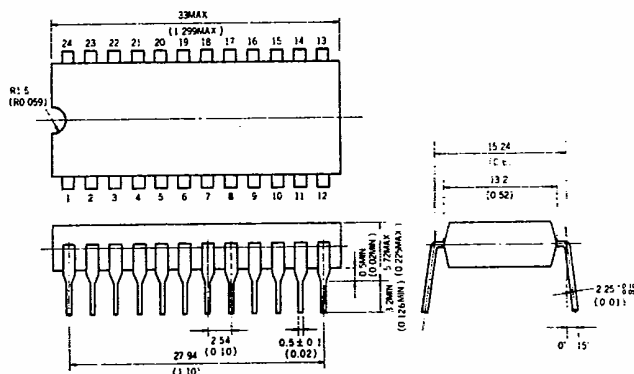 33MAX
(1.299MAX)
24 23 22 21 20 19 18 17 16 15 14 13
R1.5
(R0.059)
1 2 3 4 5 6 7 8 9 10 11 12
15.24
13.2
(0.52)
0.5MIN
(0.02MIN)
5.72MAX
(0.225MAX)
3.2MIN
(0.126MIN)
2.54
(0.10)
0.5±0.1
(0.02)
27.94
(1.10)
2.25
(0.01)
0° 15°